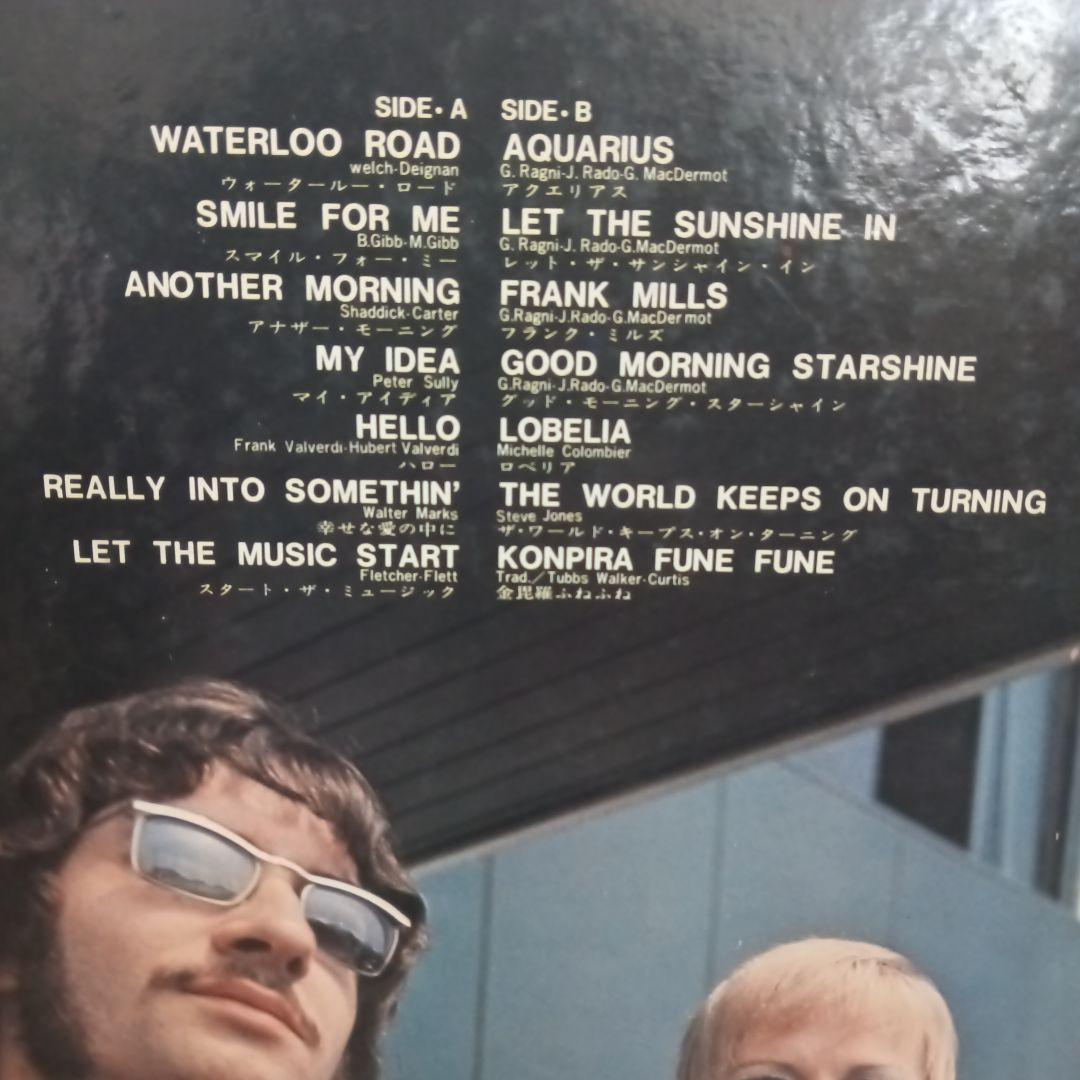 SIDE・A
WATERLOO ROAD
welch-Deignan
ウォータールー・ロード
SMILE FOR ME
B.Gibb-M.Gibb
スマイル・フォー・ミー
ANOTHER MORNING
Shaddick-Carter
アナザー・モーニング
MY IDEA
Peter Sully
マイ・アイディア
HELLO
Frank Valverdi-Hubert Valverdi
ハロー
REALLY INTO SOMETHIN'
Walter Marks
幸せな愛の中に
LET THE MUSIC START
Fletcher-Flett
スタート・ザ・ミュージック
SIDE・B
AQUARIUS
G. Ragni-J. Rado-G. MacDermot
アクエリアス
LET THE SUNSHINE IN
G. Ragni-J. Rado-G.MacDermot
レット・ザ・サンシャイン・イン
FRANK MILLS
G.Ragni-J.Rado-G.MacDermot
フランク・ミルズ
GOOD MORNING STARSHINE
G.Ragni-J.Rado-G.MacDermot
グッド・モーニング・スターシャイン
LOBELIA
Michelle Colombier
ロベリア
THE WORLD KEEPS ON TURNING
Steve Jones
ザ・ワールド・キープス・オン・ターニング
KONPIRA FUNE FUNE
Trad./Tubbs Walker-Curtis
金毘羅ふねふね